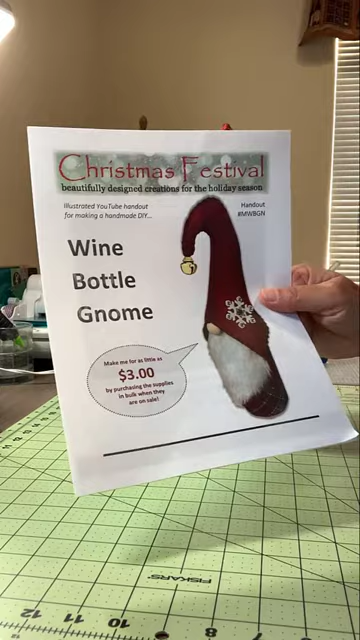 Christmas Festival
beautifully designed creations for the holiday season
Illustrated YouTube handout
for making a handmade DIY...
Handout
#MWBGN
Wine
Bottle
Gnome
Make me for as little as
$3.00
by purchasing the supplies
in bulk when they
are on sale!
FISKARS
12
11
10
8